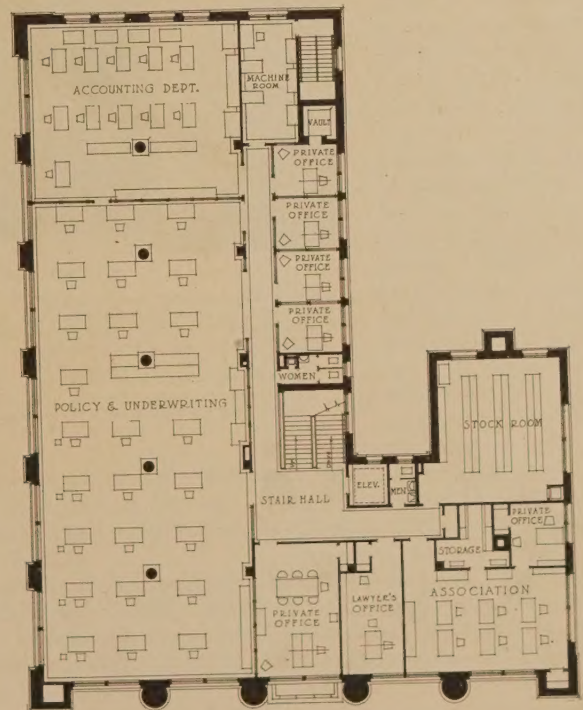 ACCOUNTING DEPT.
MACHINE
ROOM
VAULT
PRIVATE
OFFICE
PRIVATE
OFFICE
PRIVATE
OFFICE
PRIVATE
OFFICE
WOMEN
POLICY & UNDERWRITING
STOCK ROOM
ELEV.
MEN
STAIR HALL
PRIVATE
OFFICE
STORAGE
PRIVATE
OFFICE
LAWYER'S
OFFICE
ASSOCIATION